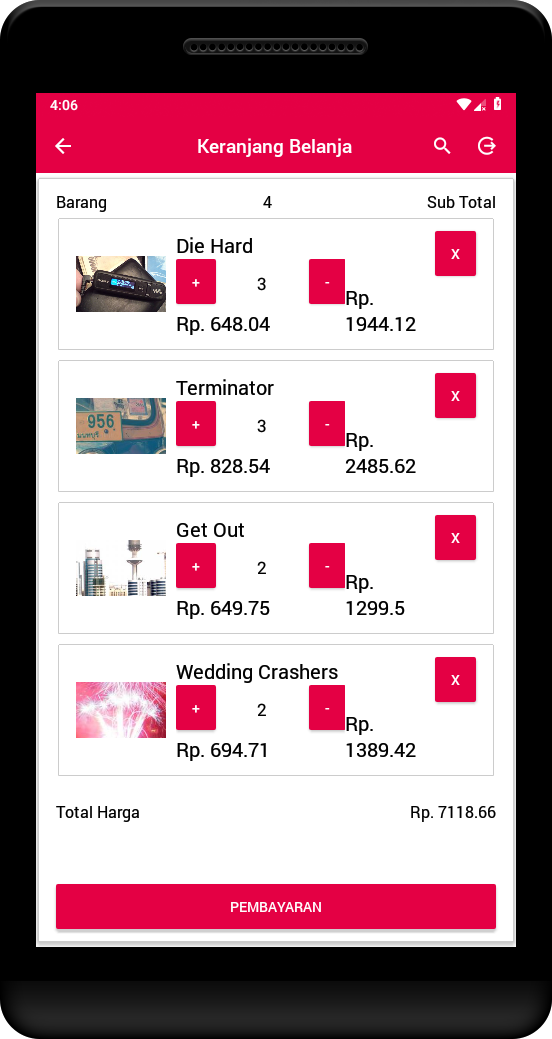 4:06
Keranjang Belanja
Barang 4 Sub Total
Die Hard
X
+ 3 -
Rp. 648.04
Rp.
1944.12
Terminator
X
+ 3 -
Rp. 828.54
Rp.
2485.62
956
Get Out
X
+ 2 -
Rp. 649.75
Rp.
1299.5
Wedding Crashers
X
+ 2 -
Rp. 694.71
Rp.
1389.42
Total Harga Rp. 7118.66
PEMBAYARAN